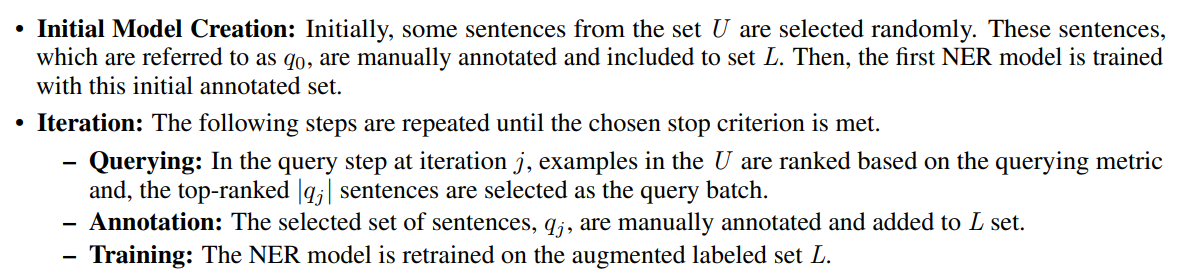 • Initial Model Creation: Initially, some sentences from the set U are selected randomly. These sentences,
which are referred to as q0, are manually annotated and included to set L. Then, the first NER model is trained
with this initial annotated set.
• Iteration: The following steps are repeated until the chosen stop criterion is met.
– Querying: In the query step at iteration j, examples in the U are ranked based on the querying metric
and, the top-ranked |qj| sentences are selected as the query batch.
– Annotation: The selected set of sentences, qj, are manually annotated and added to L set.
– Training: The NER model is retrained on the augmented labeled set L.